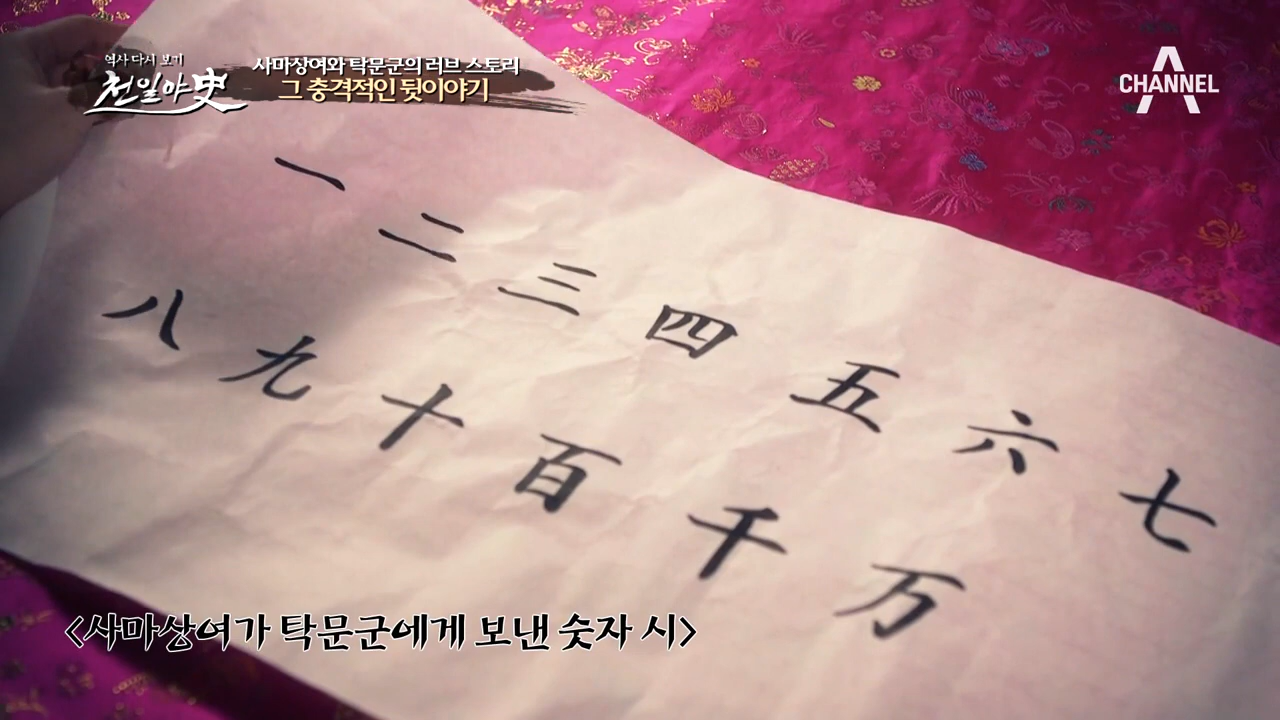 역사 다시 보기
천일야史
사마상여와 탁문군의 러브 스토리
그 충격적인 뒷이야기
CHANNEL A
一 二 三 四 五 六 七
八 九 十 百 千 万
<사마상여가 탁문군에게 보낸 숫자 시>